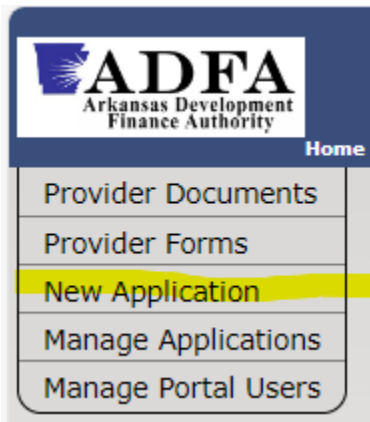 ADFA
Arkansas Development
Finance Authority
Home
Provider Documents
Provider Forms
New Application
Manage Applications
Manage Portal Users